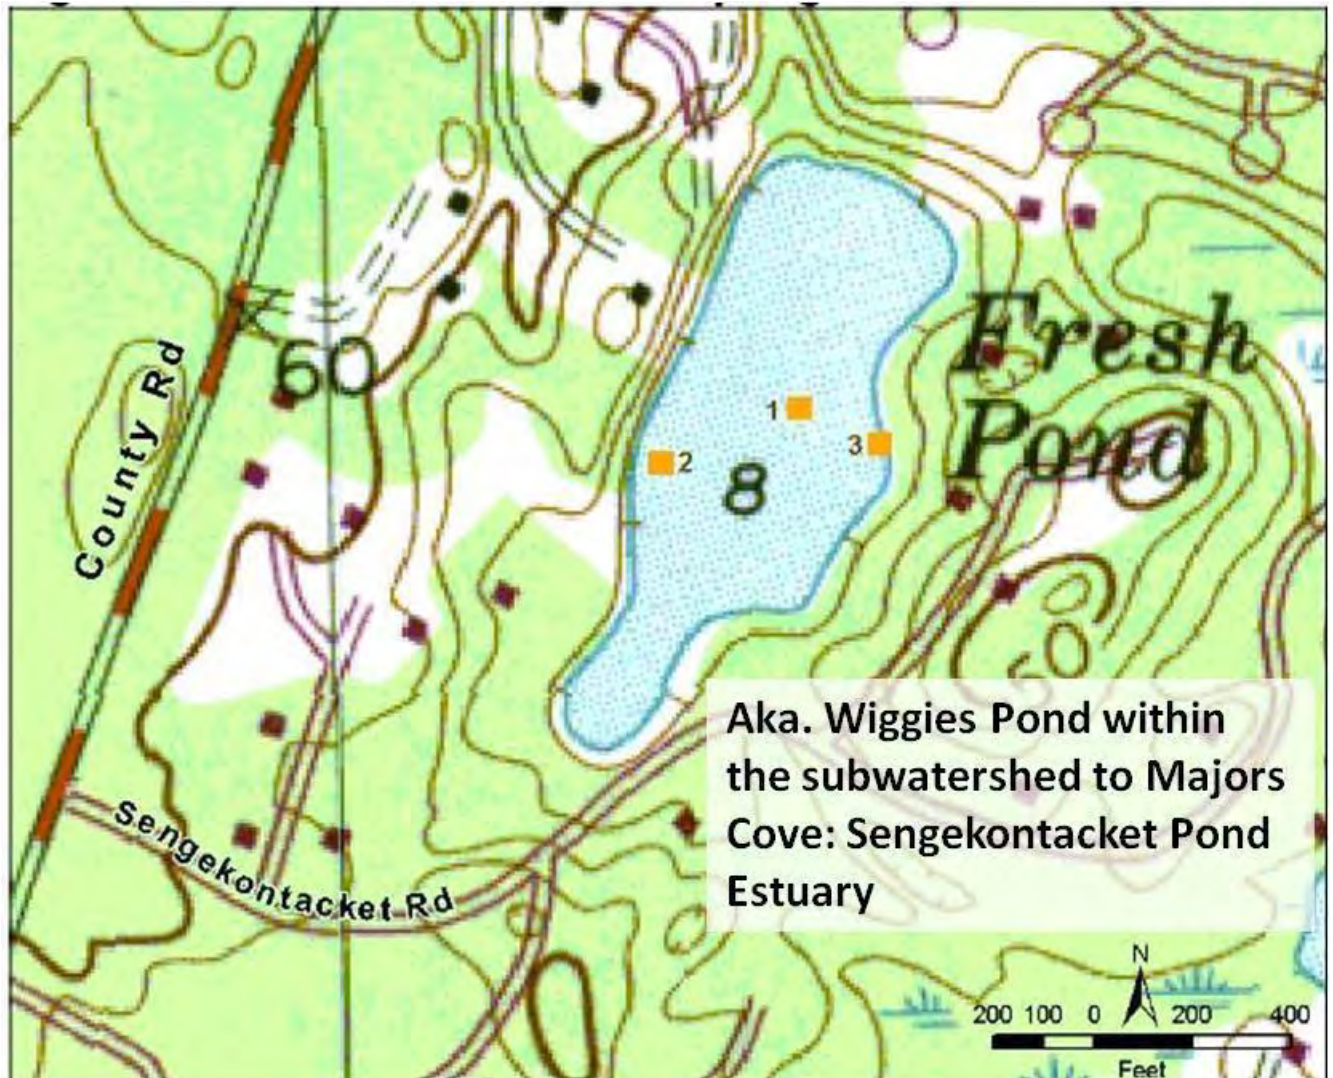 County Rd
60
Fresh
Pond
1
2
3
8
60
Aka. Wiggies Pond within
the subwatershed to Majors
Cove: Sengekontacket Pond
Estuary
Sengekontacket Rd
N
200 100 0 200 400
Feet